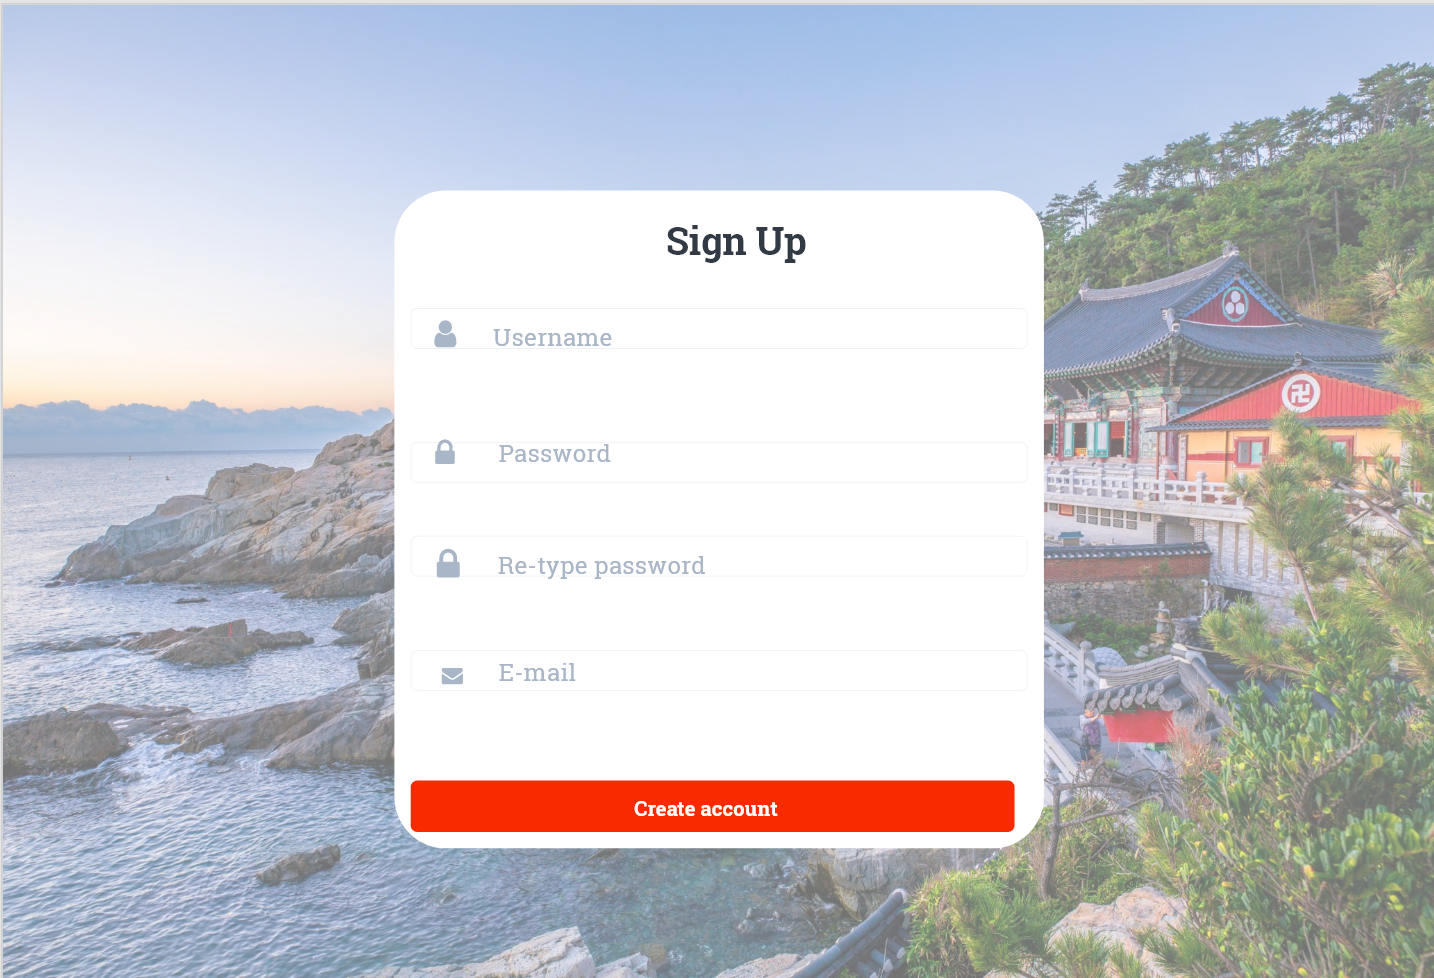 Sign Up
Username
Password
Re-type password
E-mail
Create account